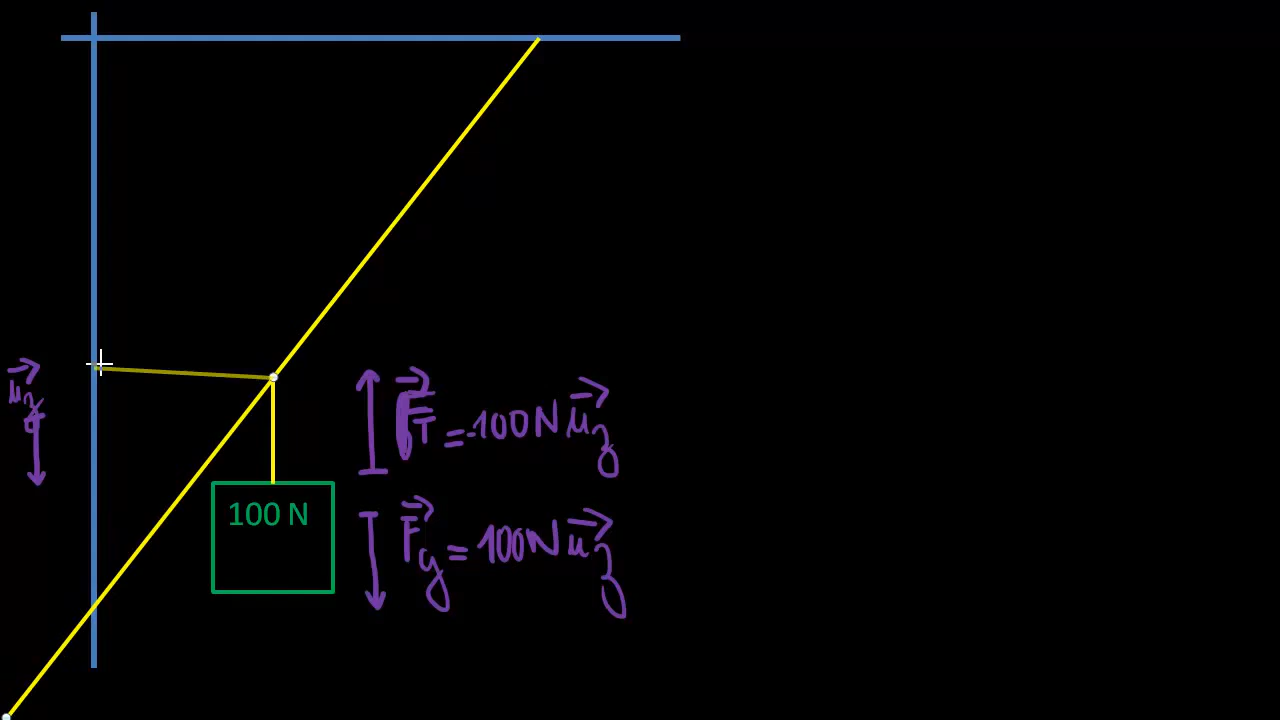 u⃗z
F⃗T = -100N u⃗z
100 N
F⃗g = 100N u⃗z